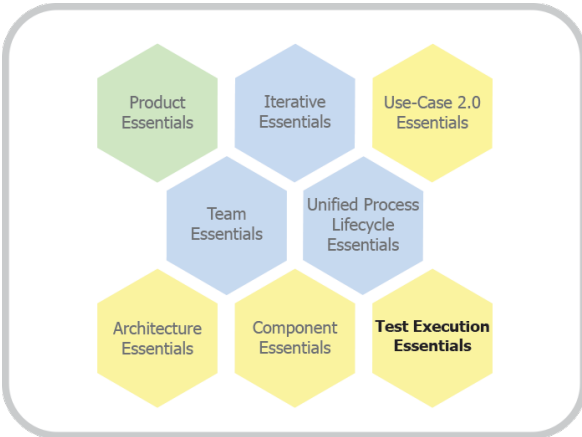 Product
Essentials
Iterative
Essentials
Use-Case 2.0
Essentials
Team
Essentials
Unified Process
Lifecycle
Essentials
Architecture
Essentials
Component
Essentials
Test Execution
Essentials